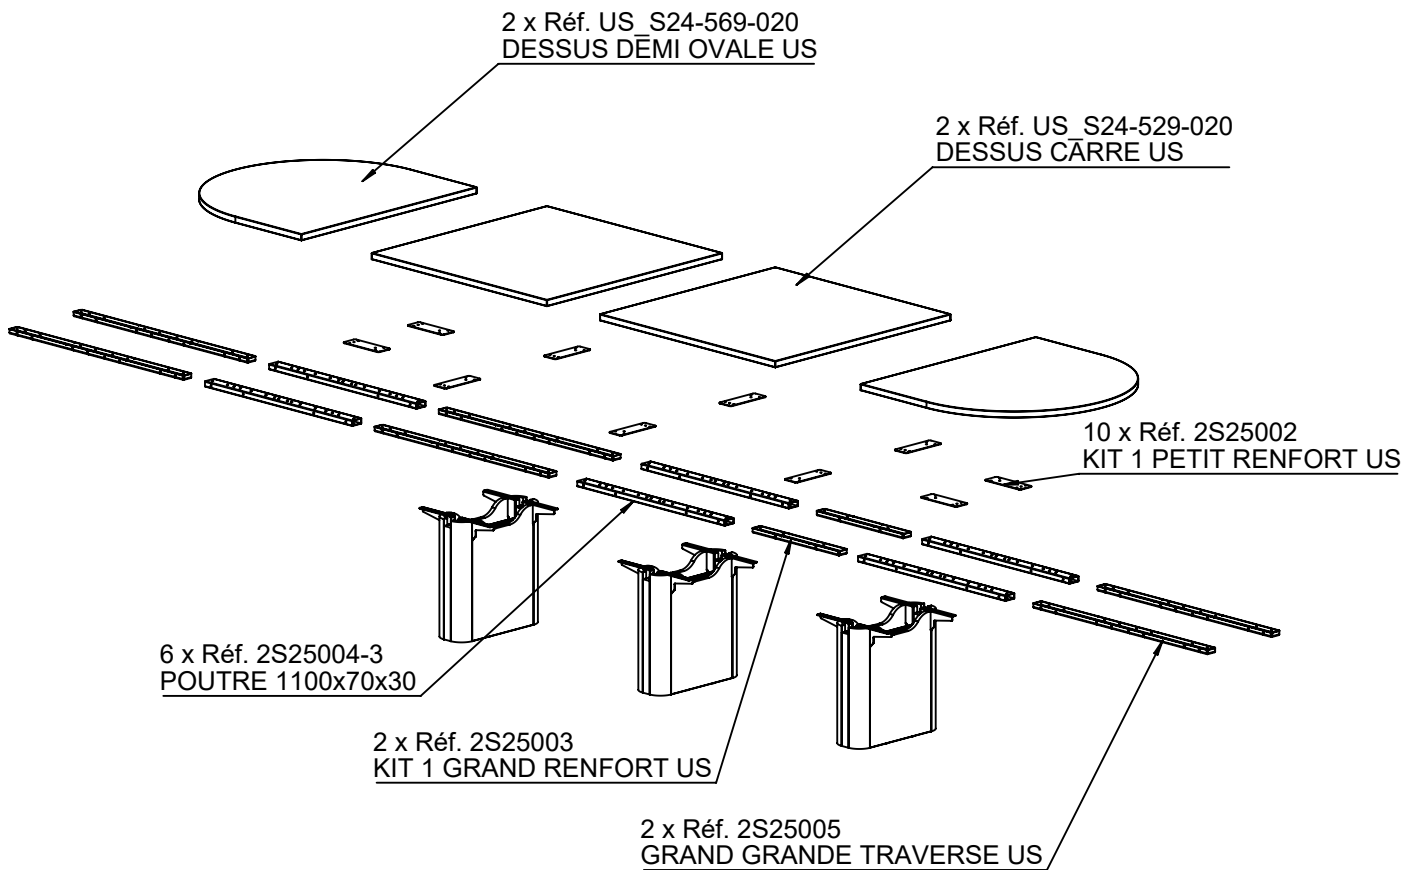 2 x Réf. US_S24-569-020
DESSUS DEMI OVALE US
2 x Réf. US_S24-529-020
DESSUS CARRE US
10 x Réf. 2S25002
KIT 1 PETIT RENFORT US
6 x Réf. 2S25004-3
POUTRE 1100x70x30
2 x Réf. 2S25003
KIT 1 GRAND RENFORT US
2 x Réf. 2S25005
GRAND GRANDE TRAVERSE US